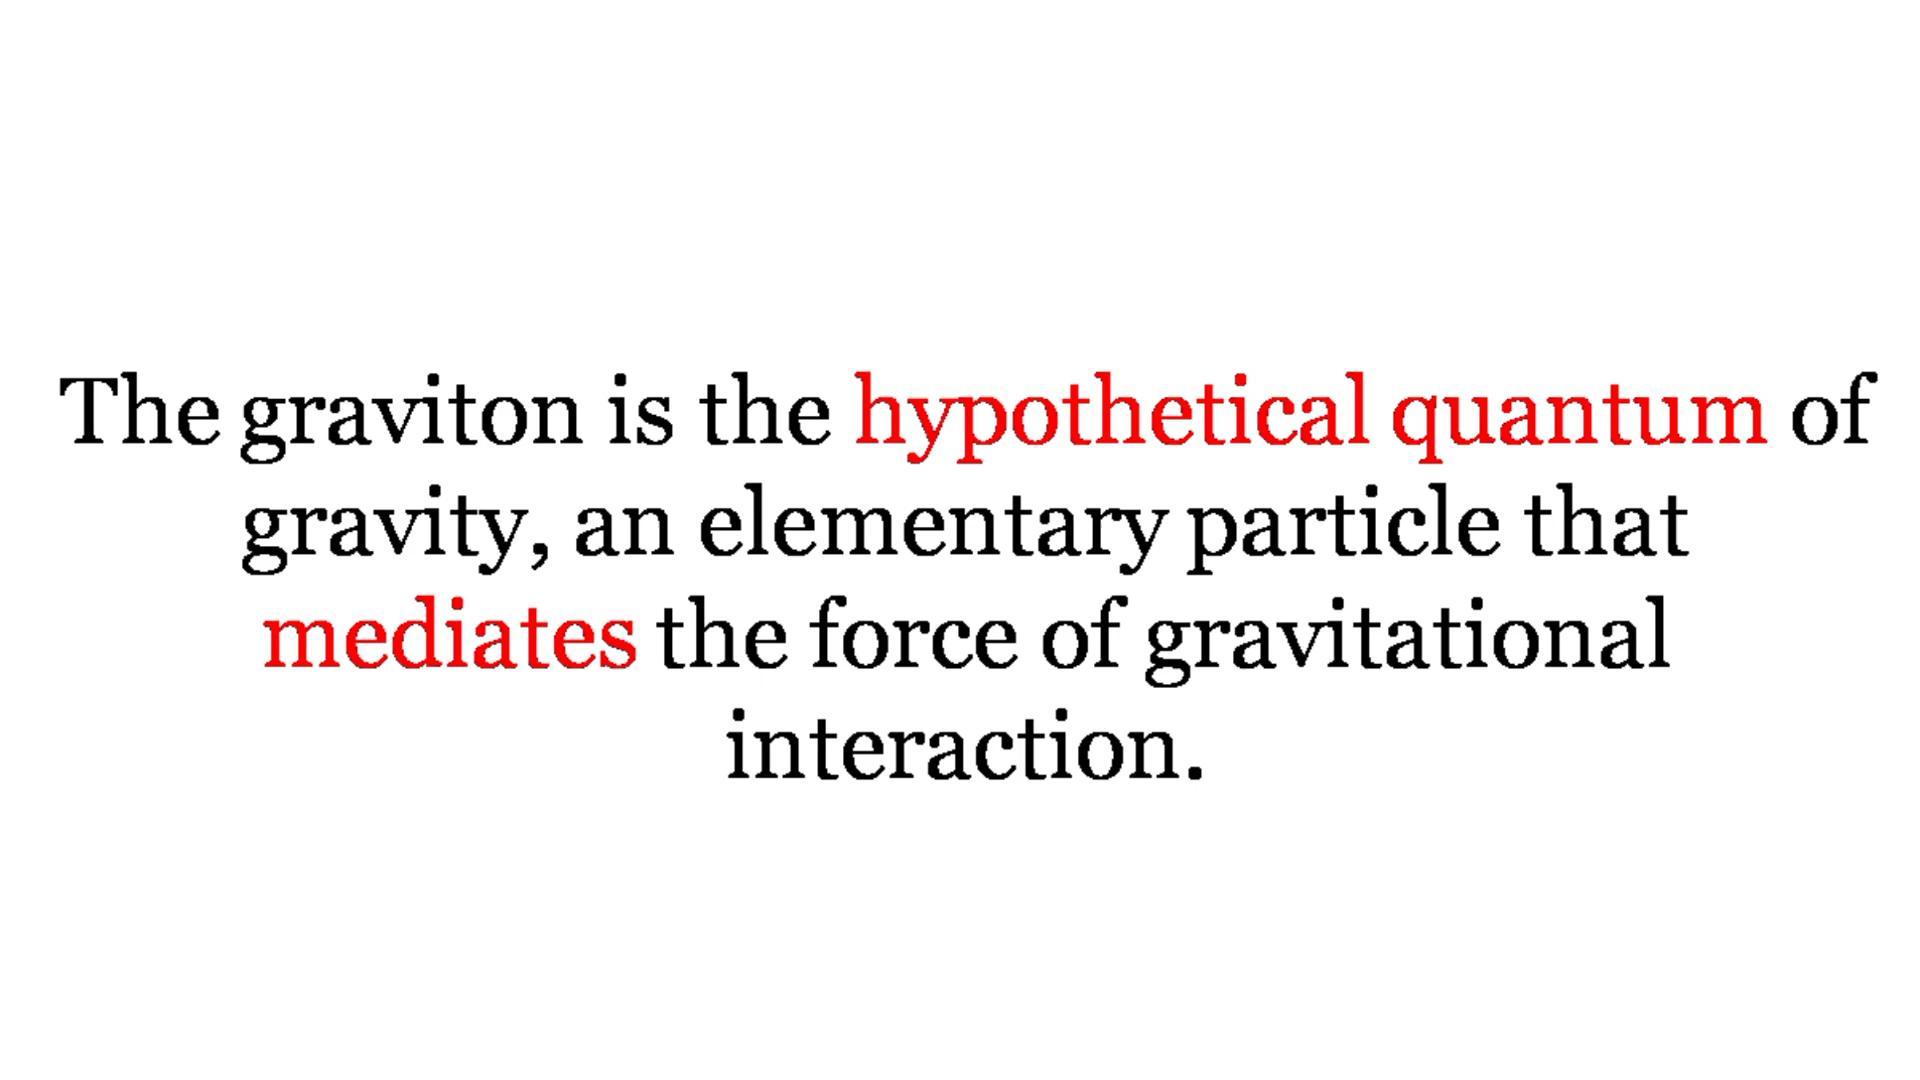 The graviton is the hypothetical quantum of
gravity, an elementary particle that
mediates the force of gravitational
interaction.